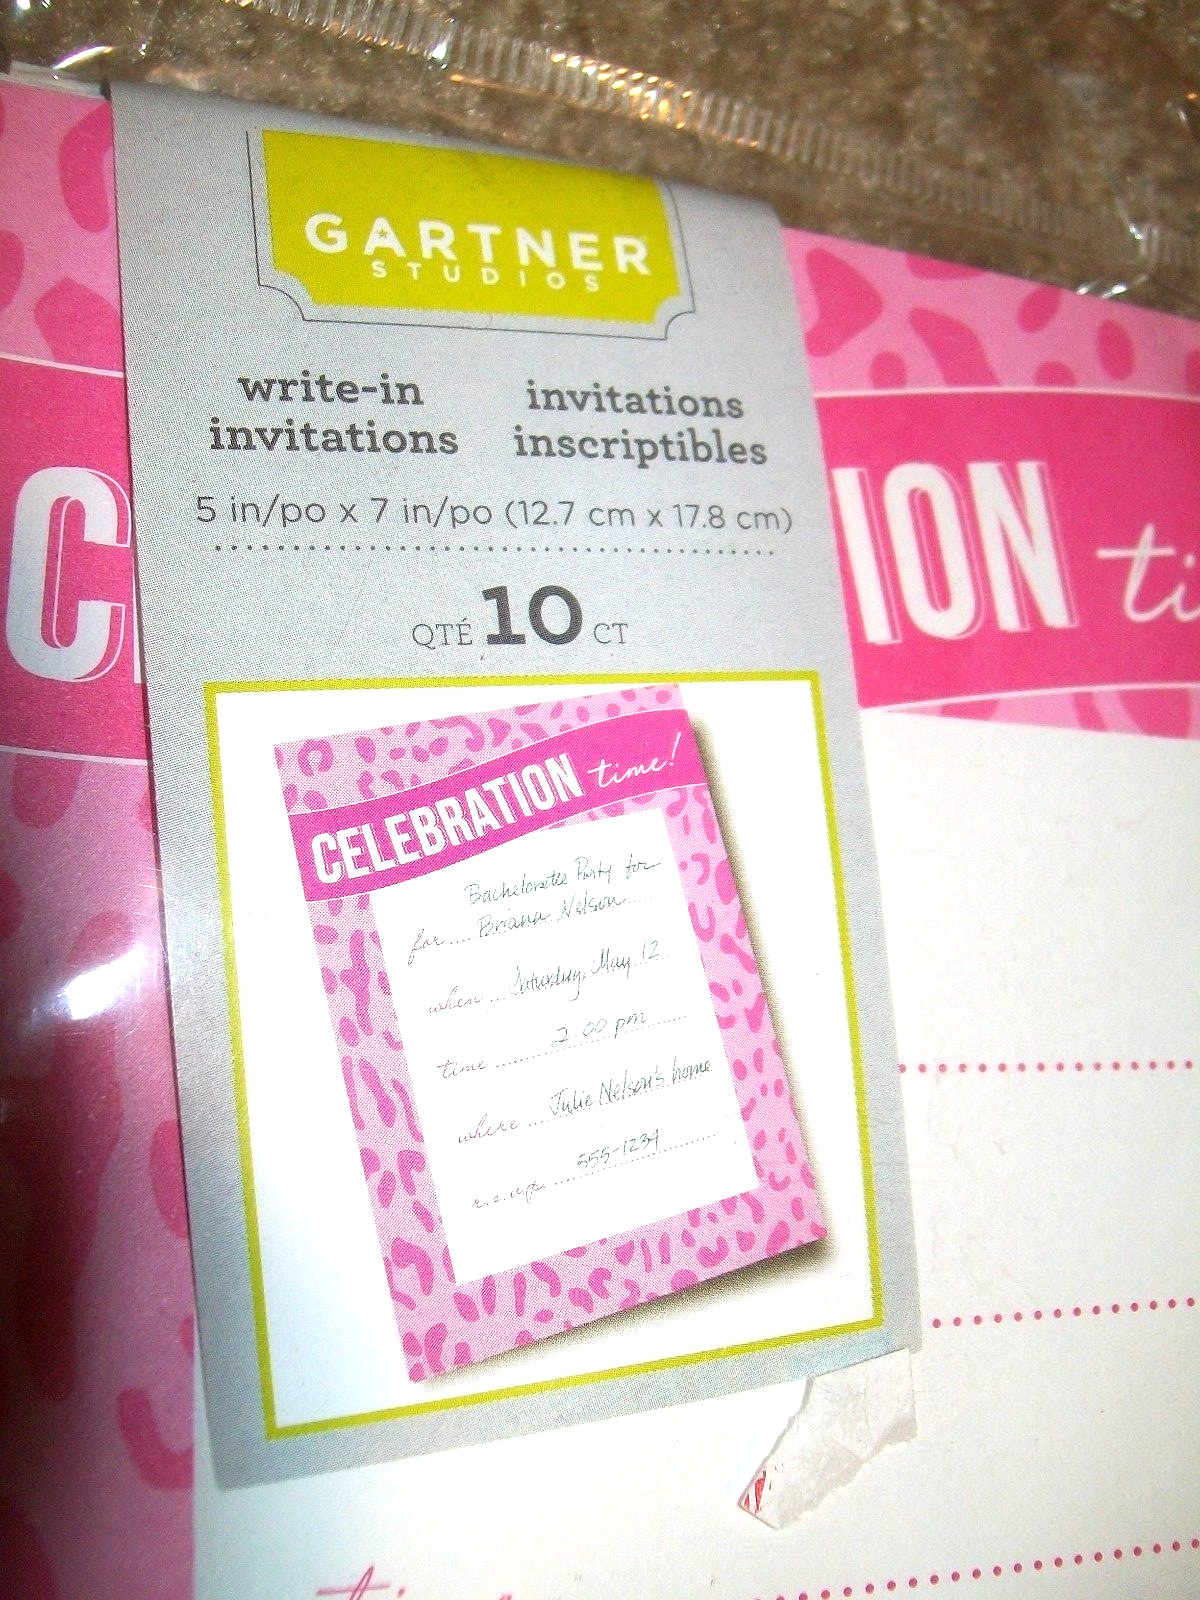 GARTNER
STUDIOS
write-in
invitations
invitations
inscriptibles
5 in/po x 7 in/po (12.7 cm x 17.8 cm)
QTÉ 10 CT
CELEBRATION time!
Bachelorette Party for
for.... Briana Nelson
when... Saturday, May 12
time ........ 2:00 pm
where .... Julie Nelson's home
r.s.v.p. .... 555-1234
C
ION ti